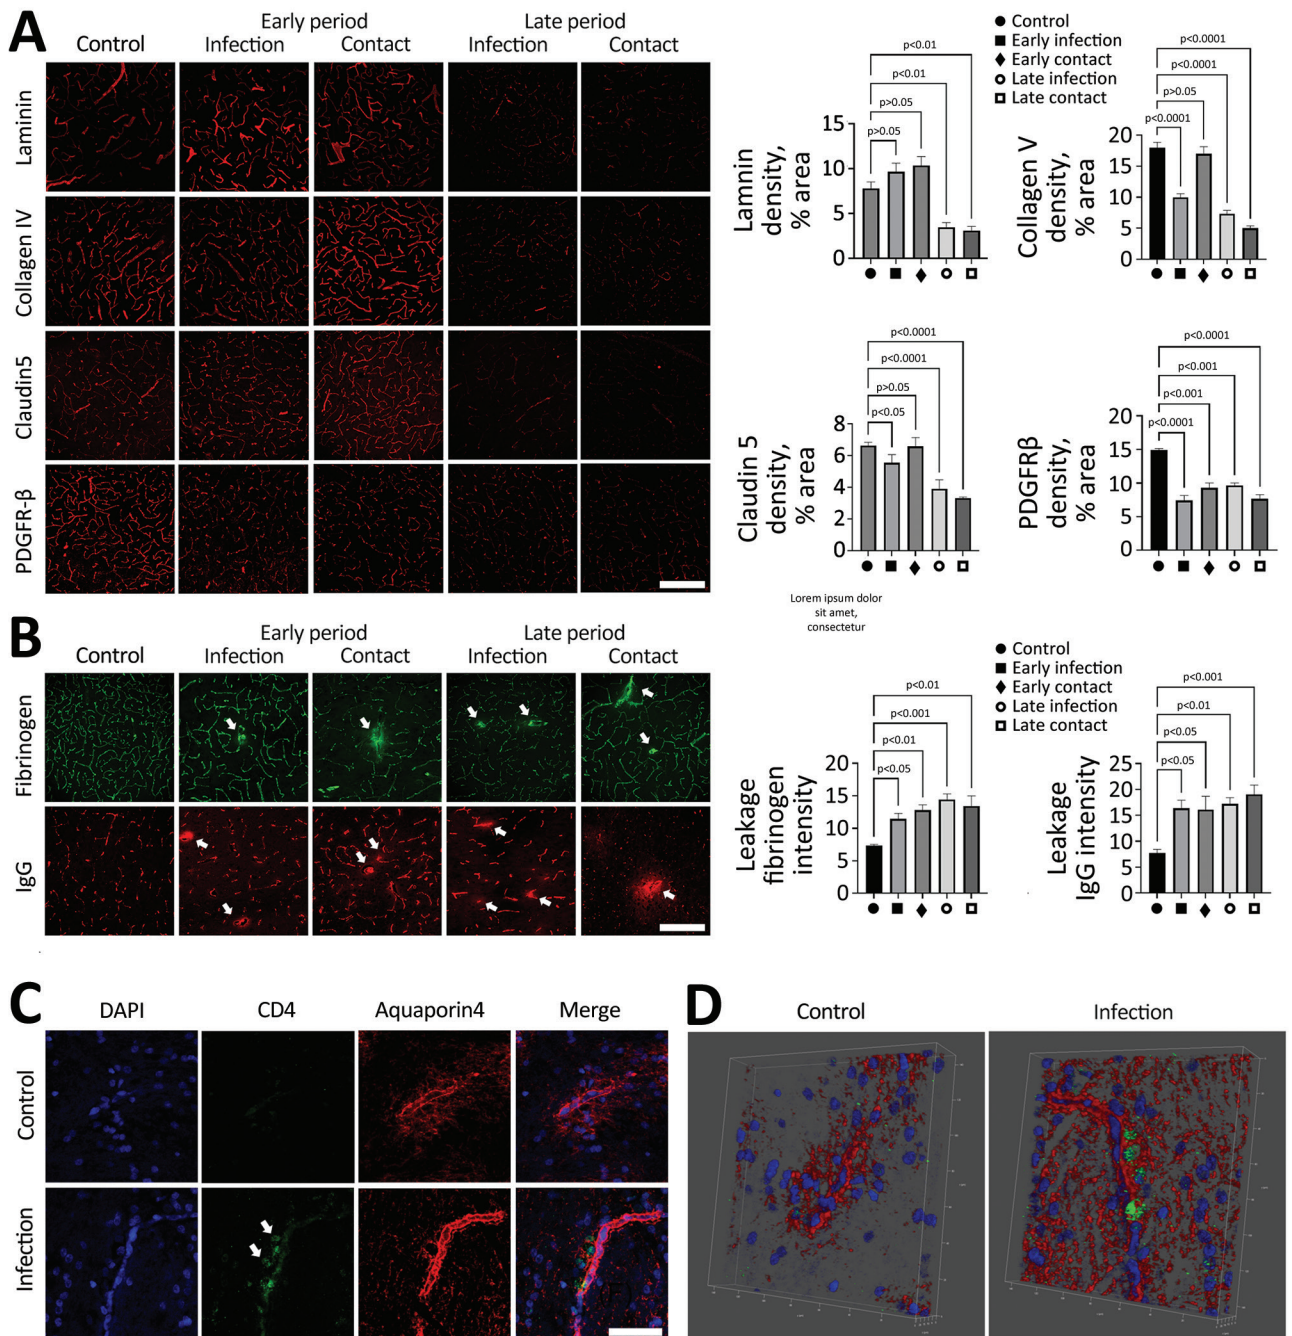 A
Early period
Late period
Control
Infection
Contact
Infection
Contact
Laminin
Collagen IV
Claudin5
PDGFR-β
Control
Early infection
Early contact
Late infection
Late contact
Lamnin
density,
% area
15
10
5
0
p<0.01
p<0.01
p>0.05
p>0.05
Collagen V
density,
% area
20
15
10
5
0
p<0.0001
p<0.0001
p>0.05
p<0.0001
Claudin 5
density,
% area
8
6
4
2
0
p<0.0001
p<0.0001
p>0.05
p<0.05
PDGFRβ
density,
% area
20
15
10
5
0
p<0.0001
p<0.001
p<0.001
p<0.0001
Lorem ipsum dolor
sit amet,
consectetur
B
Early period
Late period
Control
Infection
Contact
Infection
Contact
Fibrinogen
IgG
Control
Early infection
Early contact
Late infection
Late contact
Leakage
fibrinogen
intensity
20
15
10
5
0
p<0.01
p<0.001
p<0.01
p<0.05
Leakage
IgG intensity
25
20
15
10
5
0
p<0.001
p<0.01
p<0.05
p<0.05
C
DAPI
CD4
Aquaporin4
Merge
Control
Infection
D
Control
Infection